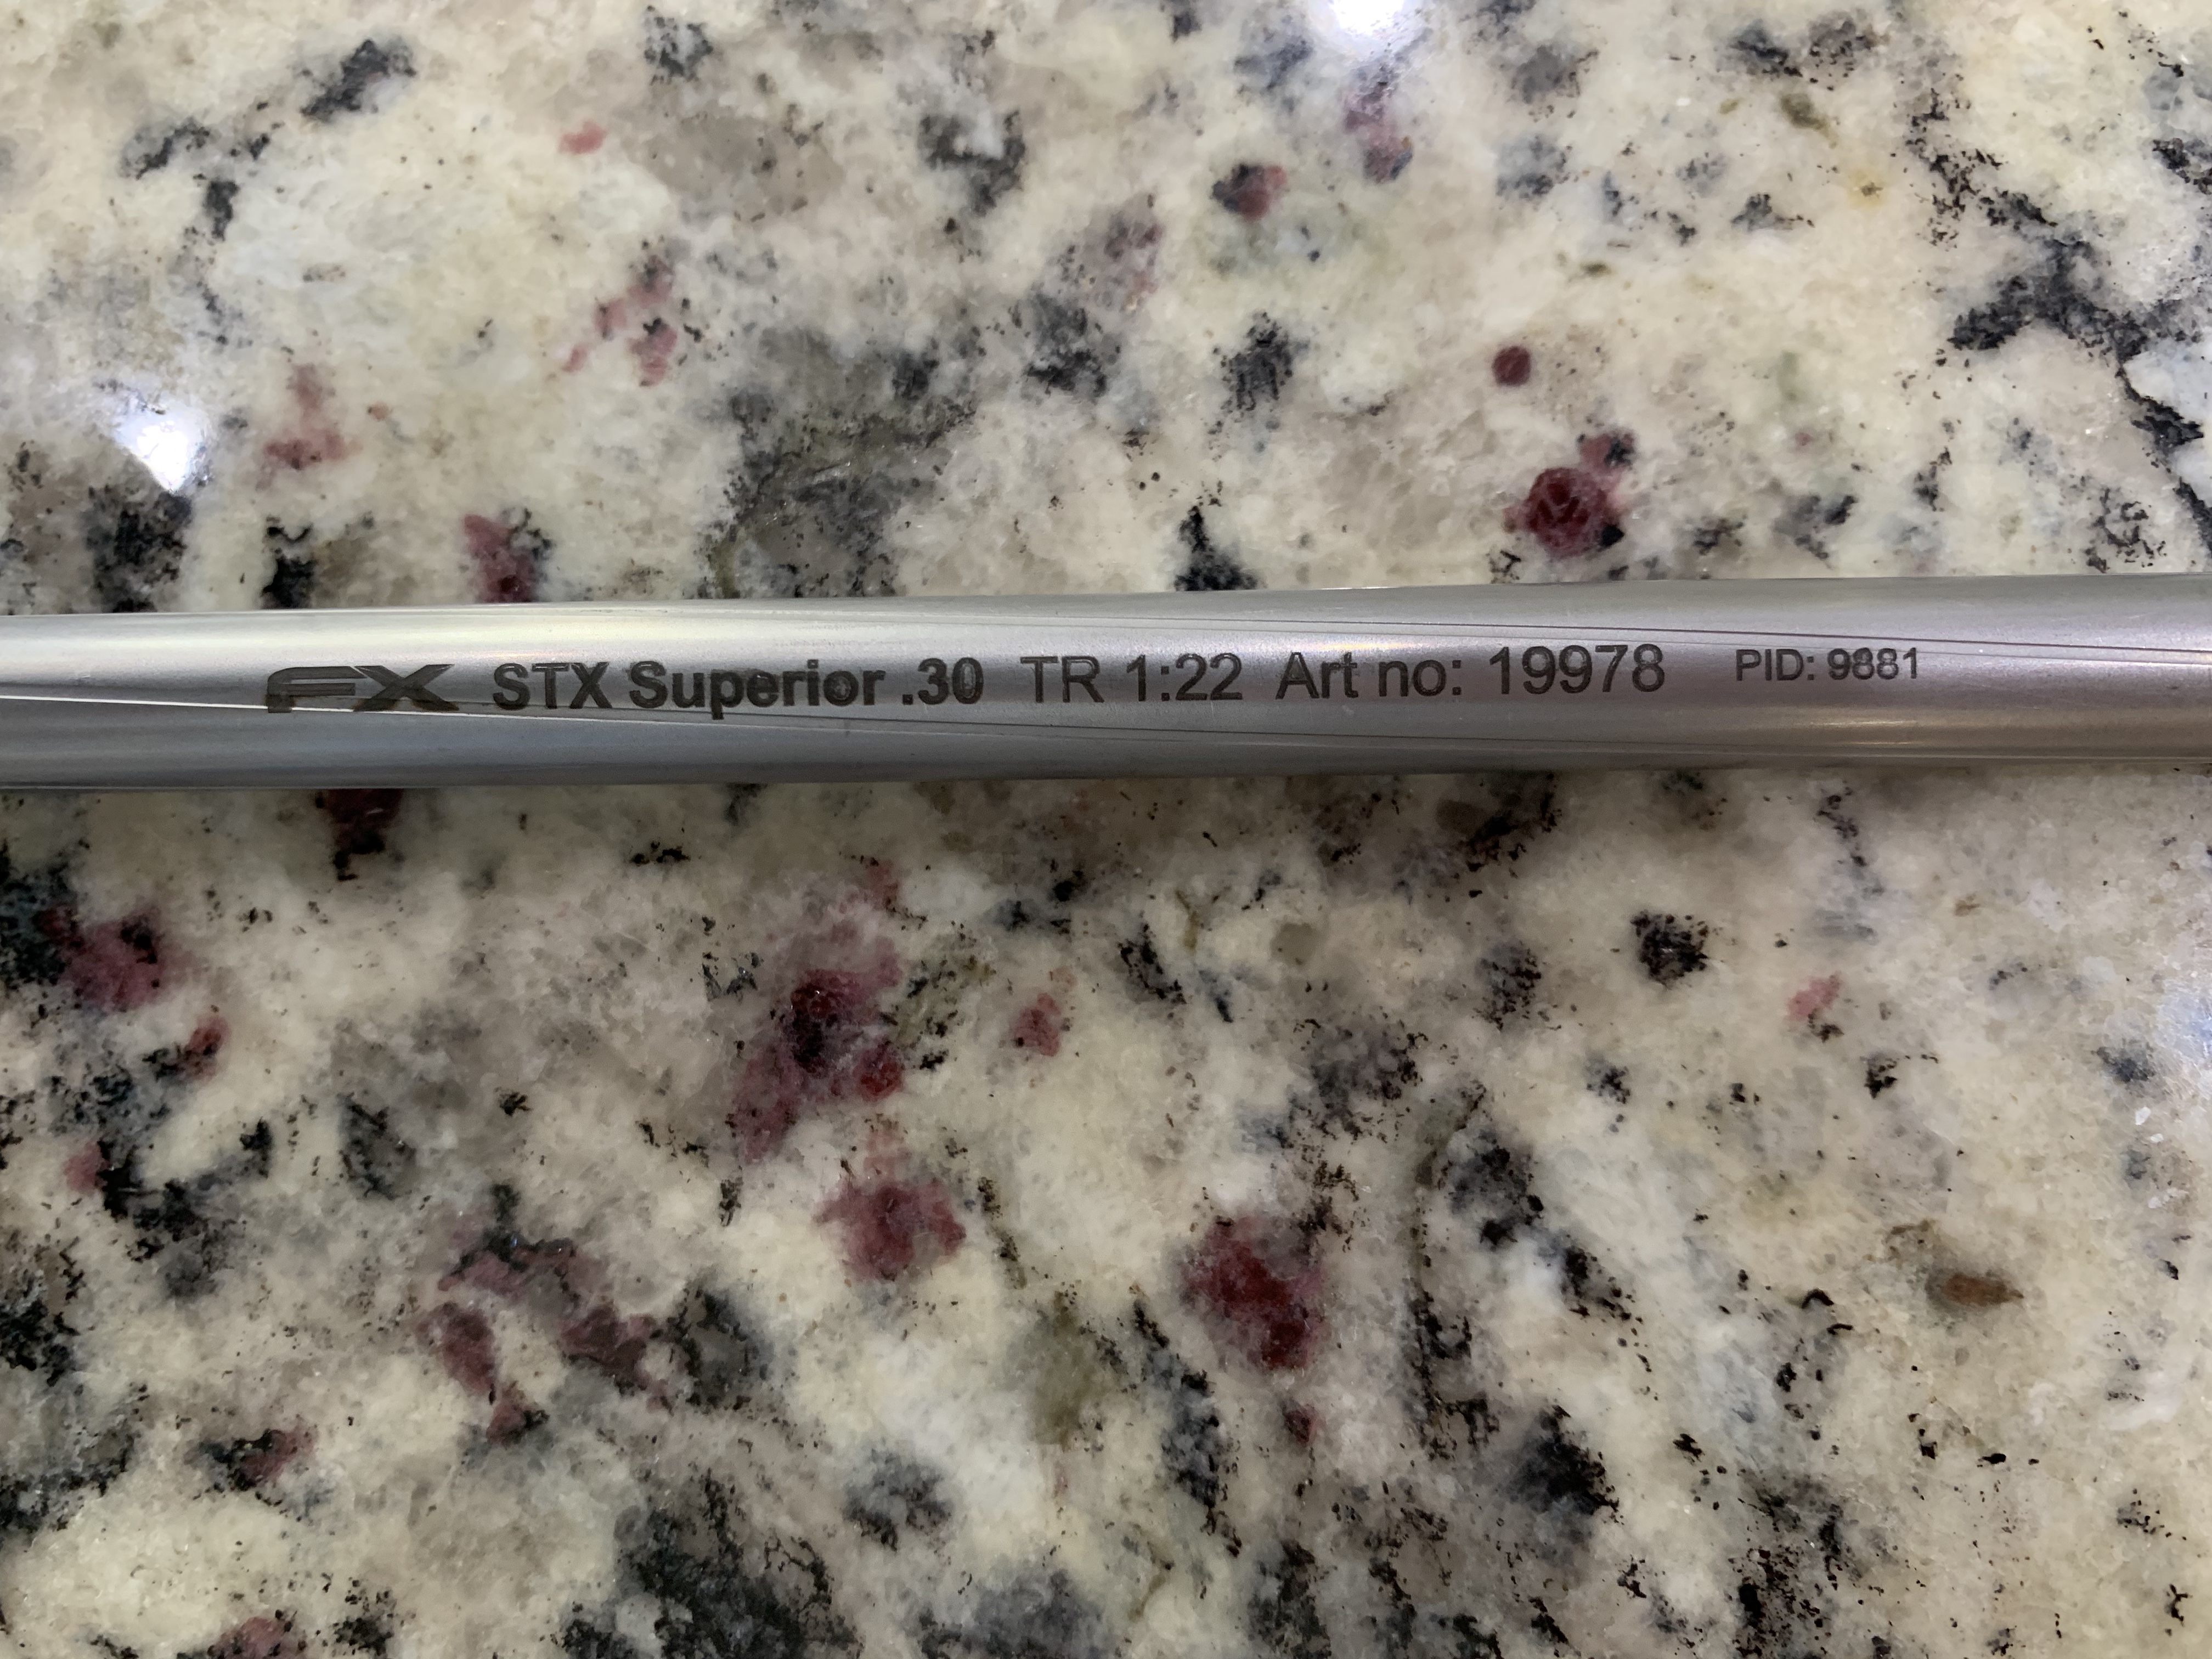 FX STX Superior .30 TR 1:22 Art no: 19978 PID: 9881